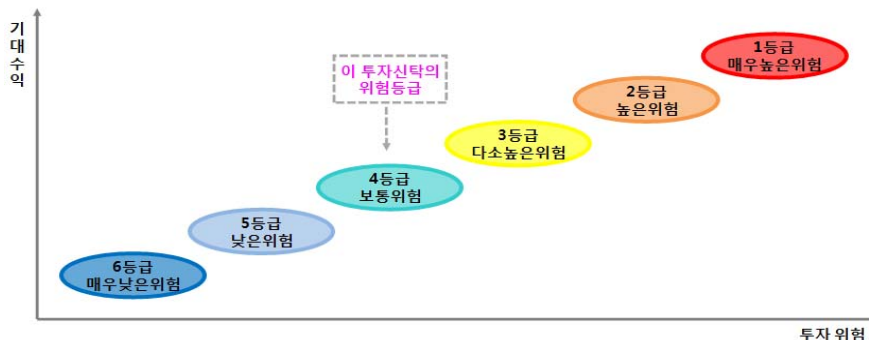 기대수익
1등급
매우높은위험
이 투자신탁의
위험등급
2등급
높은위험
3등급
다소높은위험
4등급
보통위험
5등급
낮은위험
6등급
매우낮은위험
투자 위험